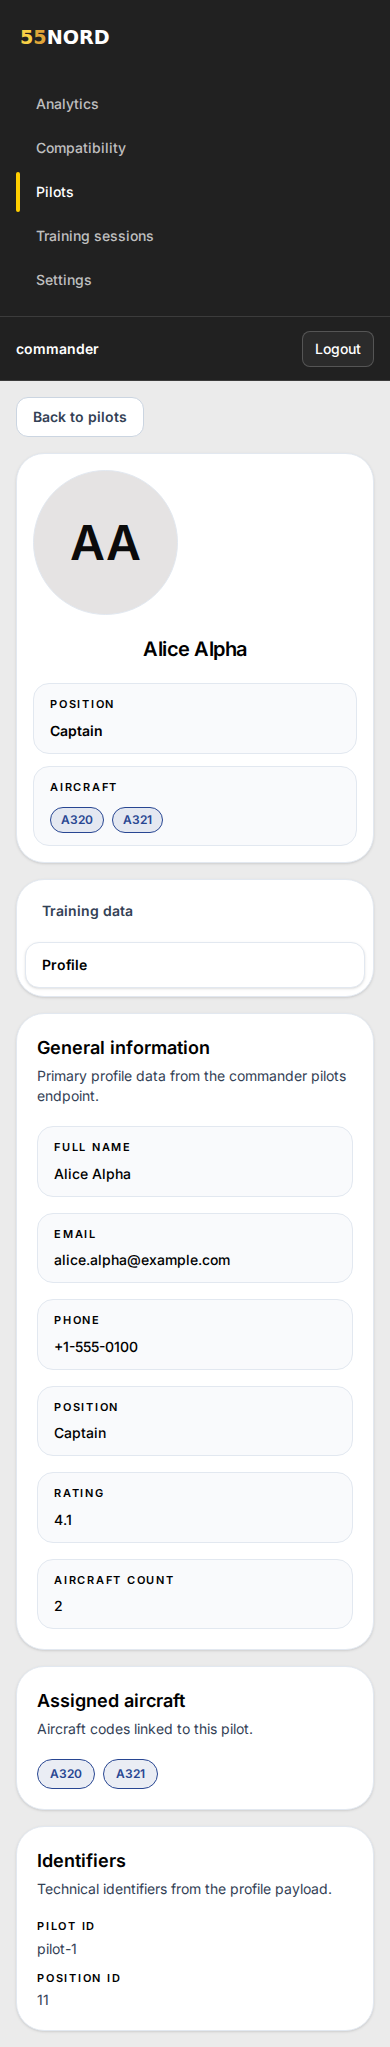 55NORD
Analytics
Compatibility
Pilots
Training sessions
Settings
commander
Logout
Back to pilots
AA
Alice Alpha
POSITION
Captain
AIRCRAFT
A320 A321
Training data
Profile
General information
Primary profile data from the commander pilots
endpoint.
FULL NAME
Alice Alpha
EMAIL
alice.alpha@example.com
PHONE
+1-555-0100
POSITION
Captain
RATING
4.1
AIRCRAFT COUNT
2
Assigned aircraft
Aircraft codes linked to this pilot.
A320 A321
Identifiers
Technical identifiers from the profile payload.
PILOT ID
pilot-1
POSITION ID
11